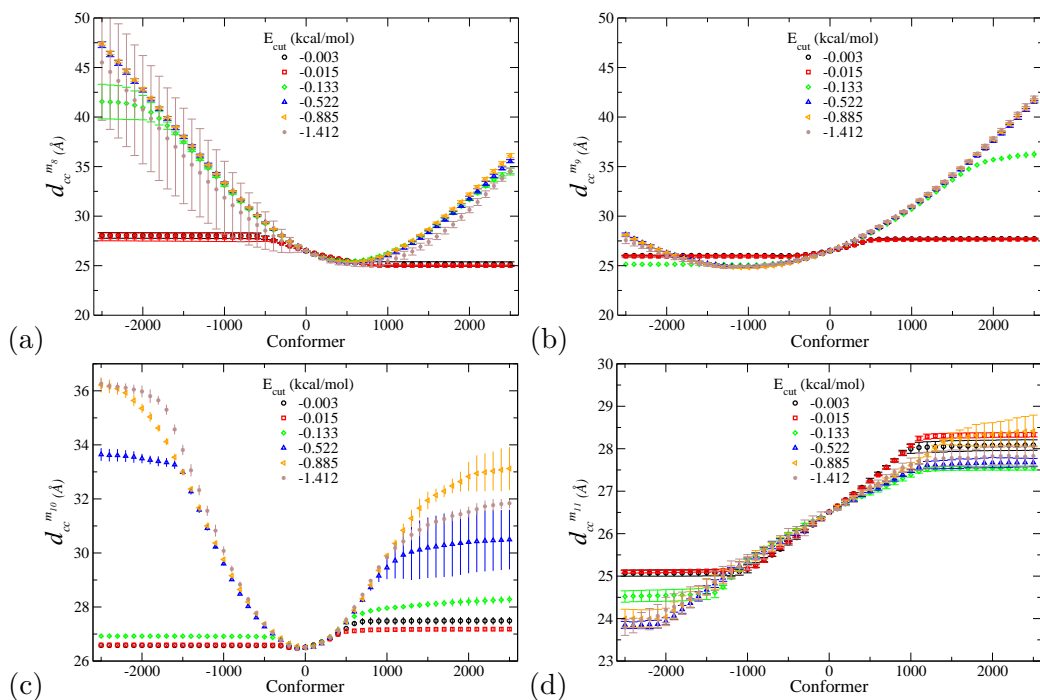 50
45
40
35
30
25
20
d_cc^m_8 (Å)
E_cut (kcal/mol)
-0.003
-0.015
-0.133
-0.522
-0.885
-1.412
-2000 -1000 0 1000 2000
Conformer
(a)
50
45
40
35
30
25
20
d_cc^m_9 (Å)
E_cut (kcal/mol)
-0.003
-0.015
-0.133
-0.522
-0.885
-1.412
-2000 -1000 0 1000 2000
Conformer
(b)
36
34
32
30
28
26
d_cc^m_10 (Å)
E_cut (kcal/mol)
-0.003
-0.015
-0.133
-0.522
-0.885
-1.412
-2000 -1000 0 1000 2000
Conformer
(c)
29
28
27
26
25
24
23
d_cc^m_11 (Å)
E_cut (kcal/mol)
-0.003
-0.015
-0.133
-0.522
-0.885
-1.412
-2000 -1000 0 1000 2000
Conformer
(d)